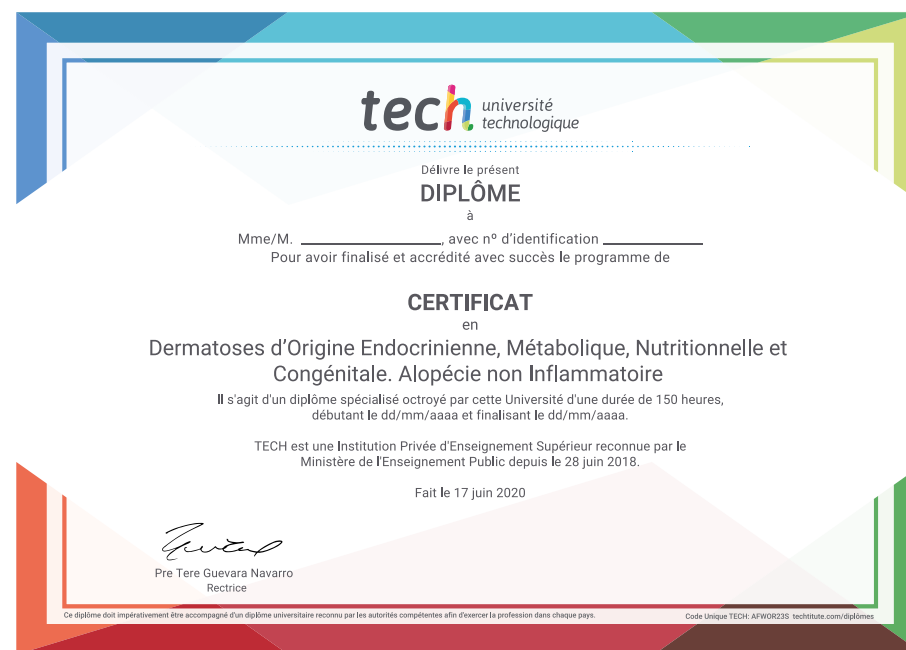 tech université
technologique
Délivre le présent
DIPLÔME
à
Mme/M. ____________________, avec nº d'identification ______________
Pour avoir finalisé et accrédité avec succès le programme de
CERTIFICAT
en
Dermatoses d'Origine Endocrinienne, Métabolique, Nutritionnelle et
Congénitale. Alopécie non Inflammatoire
Il s'agit d'un diplôme spécialisé octroyé par cette Université d'une durée de 150 heures,
débutant le dd/mm/aaaa et finalisant le dd/mm/aaaa.
TECH est une Institution Privée d'Enseignement Supérieur reconnue par le
Ministère de l'Enseignement Public depuis le 28 juin 2018.
Fait le 17 juin 2020
Pre Tere Guevara Navarro
Rectrice
Ce diplôme doit impérativement être accompagné d'un diplôme universitaire reconnu par les autorités compétentes afin d'exercer la profession dans chaque pays.
Code Unique TECH: AFWOR23S techtitute.com/diplômes